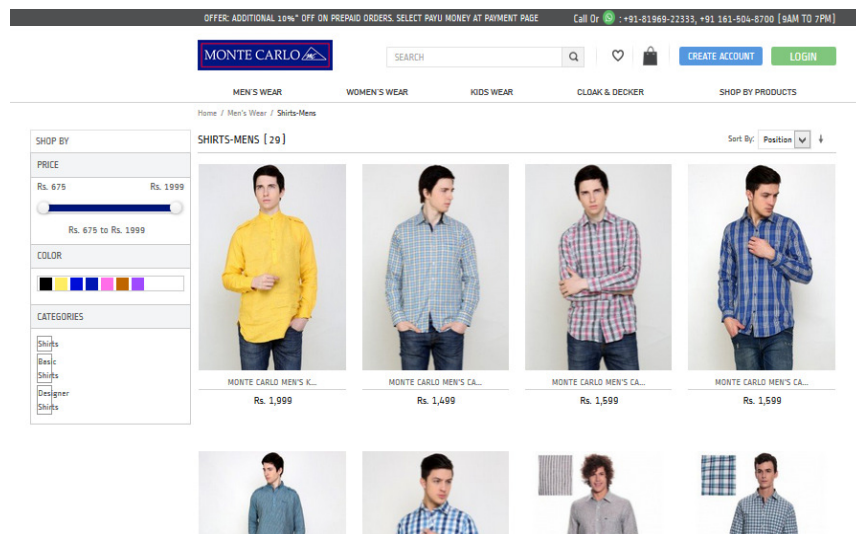 OFFER: ADDITIONAL 10%* OFF ON PREPAID ORDERS. SELECT PAYU MONEY AT PAYMENT PAGE
Call Or : +91-81969-22333, +91 161-504-8700 [9AM TO 7PM]
MONTE CARLO
SEARCH
CREATE ACCOUNT
LOGIN
MEN'S WEAR
WOMEN'S WEAR
KIDS WEAR
CLOAK & DECKER
SHOP BY PRODUCTS
Home / Men's Wear / Shirts-Mens
SHOP BY
SHIRTS-MENS [29]
Sort By: Position
PRICE
Rs. 675 Rs. 1999
Rs. 675 to Rs. 1999
COLOR
CATEGORIES
Shirts
Basic
Shirts
Designer
Shirts
MONTE CARLO MEN'S K...
Rs. 1,999
MONTE CARLO MEN'S CA...
Rs. 1,499
MONTE CARLO MEN'S CA...
Rs. 1,599
MONTE CARLO MEN'S CA...
Rs. 1,599